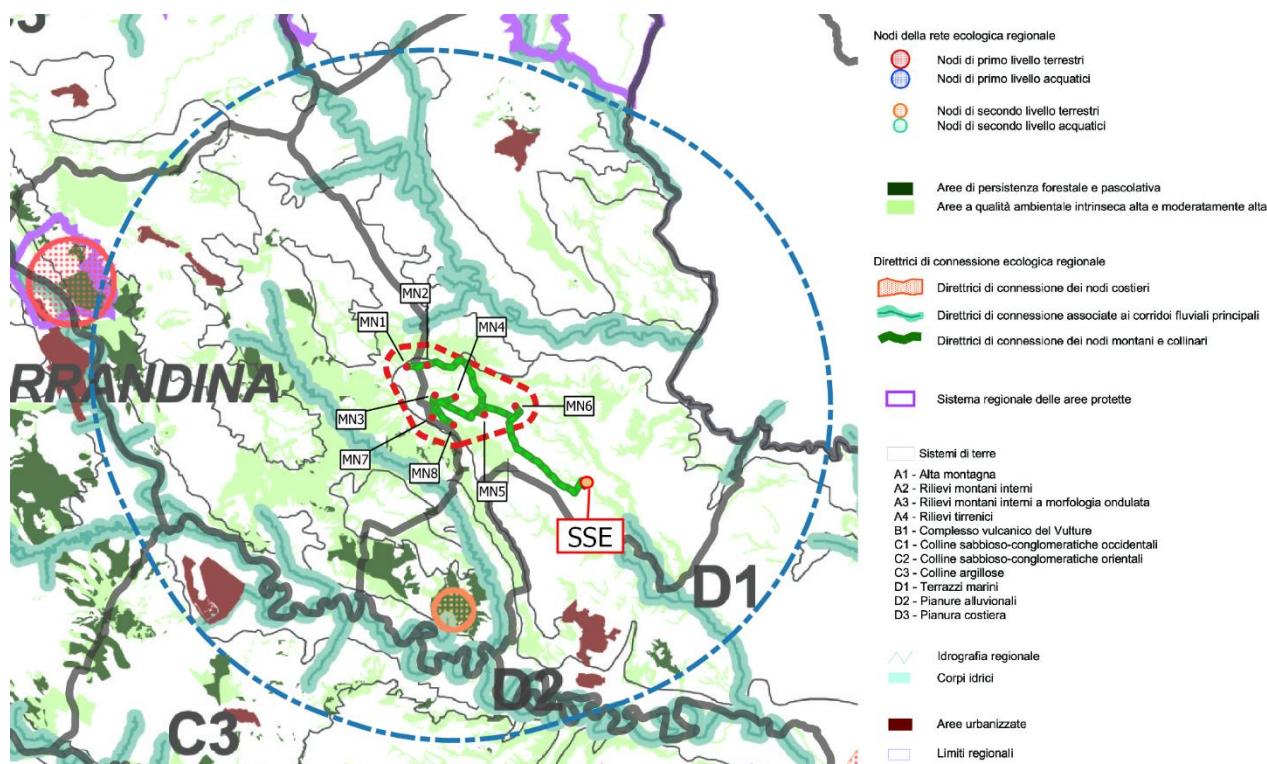 3
RRANDINA
MN1
MN2
MN4
MN3
MN6
MN7
MN8
MN5
SSE
D1
D2
C3
Nodi della rete ecologica regionale
Nodi di primo livello terrestri
Nodi di primo livello acquatici
Nodi di secondo livello terrestri
Nodi di secondo livello acquatici
Aree di persistenza forestale e pascolativa
Aree a qualità ambientale intrinseca alta e moderatamente alta
Direttrici di connessione ecologica regionale
Direttrici di connessione dei nodi costieri
Direttrici di connessione associate ai corridoi fluviali principali
Direttrici di connessione dei nodi montani e collinari
Sistema regionale delle aree protette
Sistemi di terre
A1 - Alta montagna
A2 - Rilievi montani interni
A3 - Rilievi montani interni a morfologia ondulata
A4 - Rilievi tirrenici
B1 - Complesso vulcanico del Vulture
C1 - Colline sabbioso-conglomeratiche occidentali
C2 - Colline sabbioso-conglomeratiche orientali
C3 - Colline argillose
D1 - Terrazzi marini
D2 - Pianure alluvionali
D3 - Pianura costiera
Idrografia regionale
Corpi idrici
Aree urbanizzate
Limiti regionali